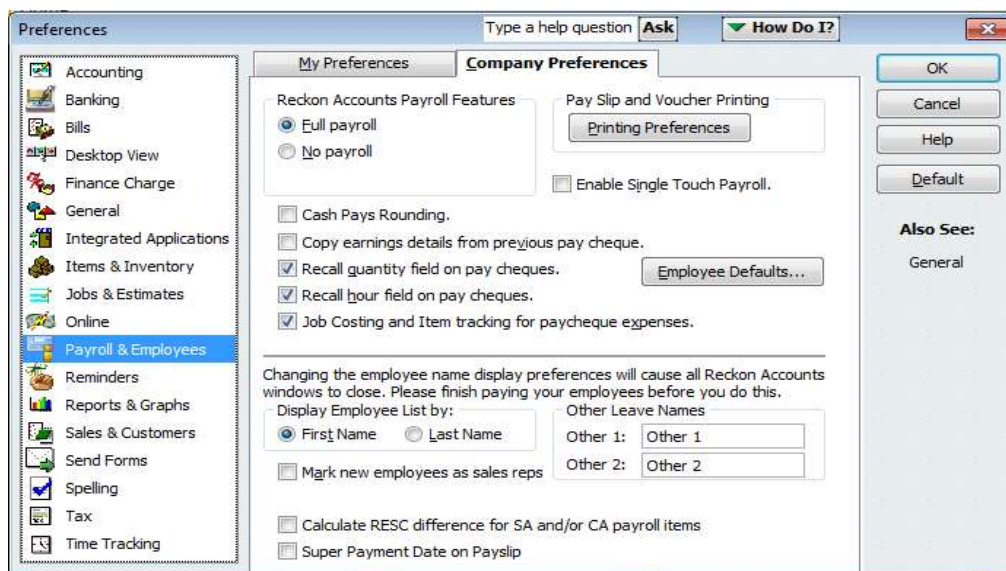 Preferences
Type a help question Ask
How Do I?
Accounting
Banking
Bills
Desktop View
Finance Charge
General
Integrated Applications
Items & Inventory
Jobs & Estimates
Online
Payroll & Employees
Reminders
Reports & Graphs
Sales & Customers
Send Forms
Spelling
Tax
Time Tracking
My Preferences
Company Preferences
Reckon Accounts Payroll Features
Full payroll
No payroll
Pay Slip and Voucher Printing
Printing Preferences
Enable Single Touch Payroll.
Cash Pays Rounding.
Copy earnings details from previous pay cheque.
Recall quantity field on pay cheques.
Employee Defaults...
Recall hour field on pay cheques.
Job Costing and Item tracking for paycheque expenses.
Changing the employee name display preferences will cause all Reckon Accounts
windows to close. Please finish paying your employees before you do this.
Display Employee List by:
First Name
Last Name
Other Leave Names
Other 1: Other 1
Other 2: Other 2
Mark new employees as sales reps
Calculate RESC difference for SA and/or CA payroll items
Super Payment Date on Payslip
OK
Cancel
Help
Default
Also See:
General